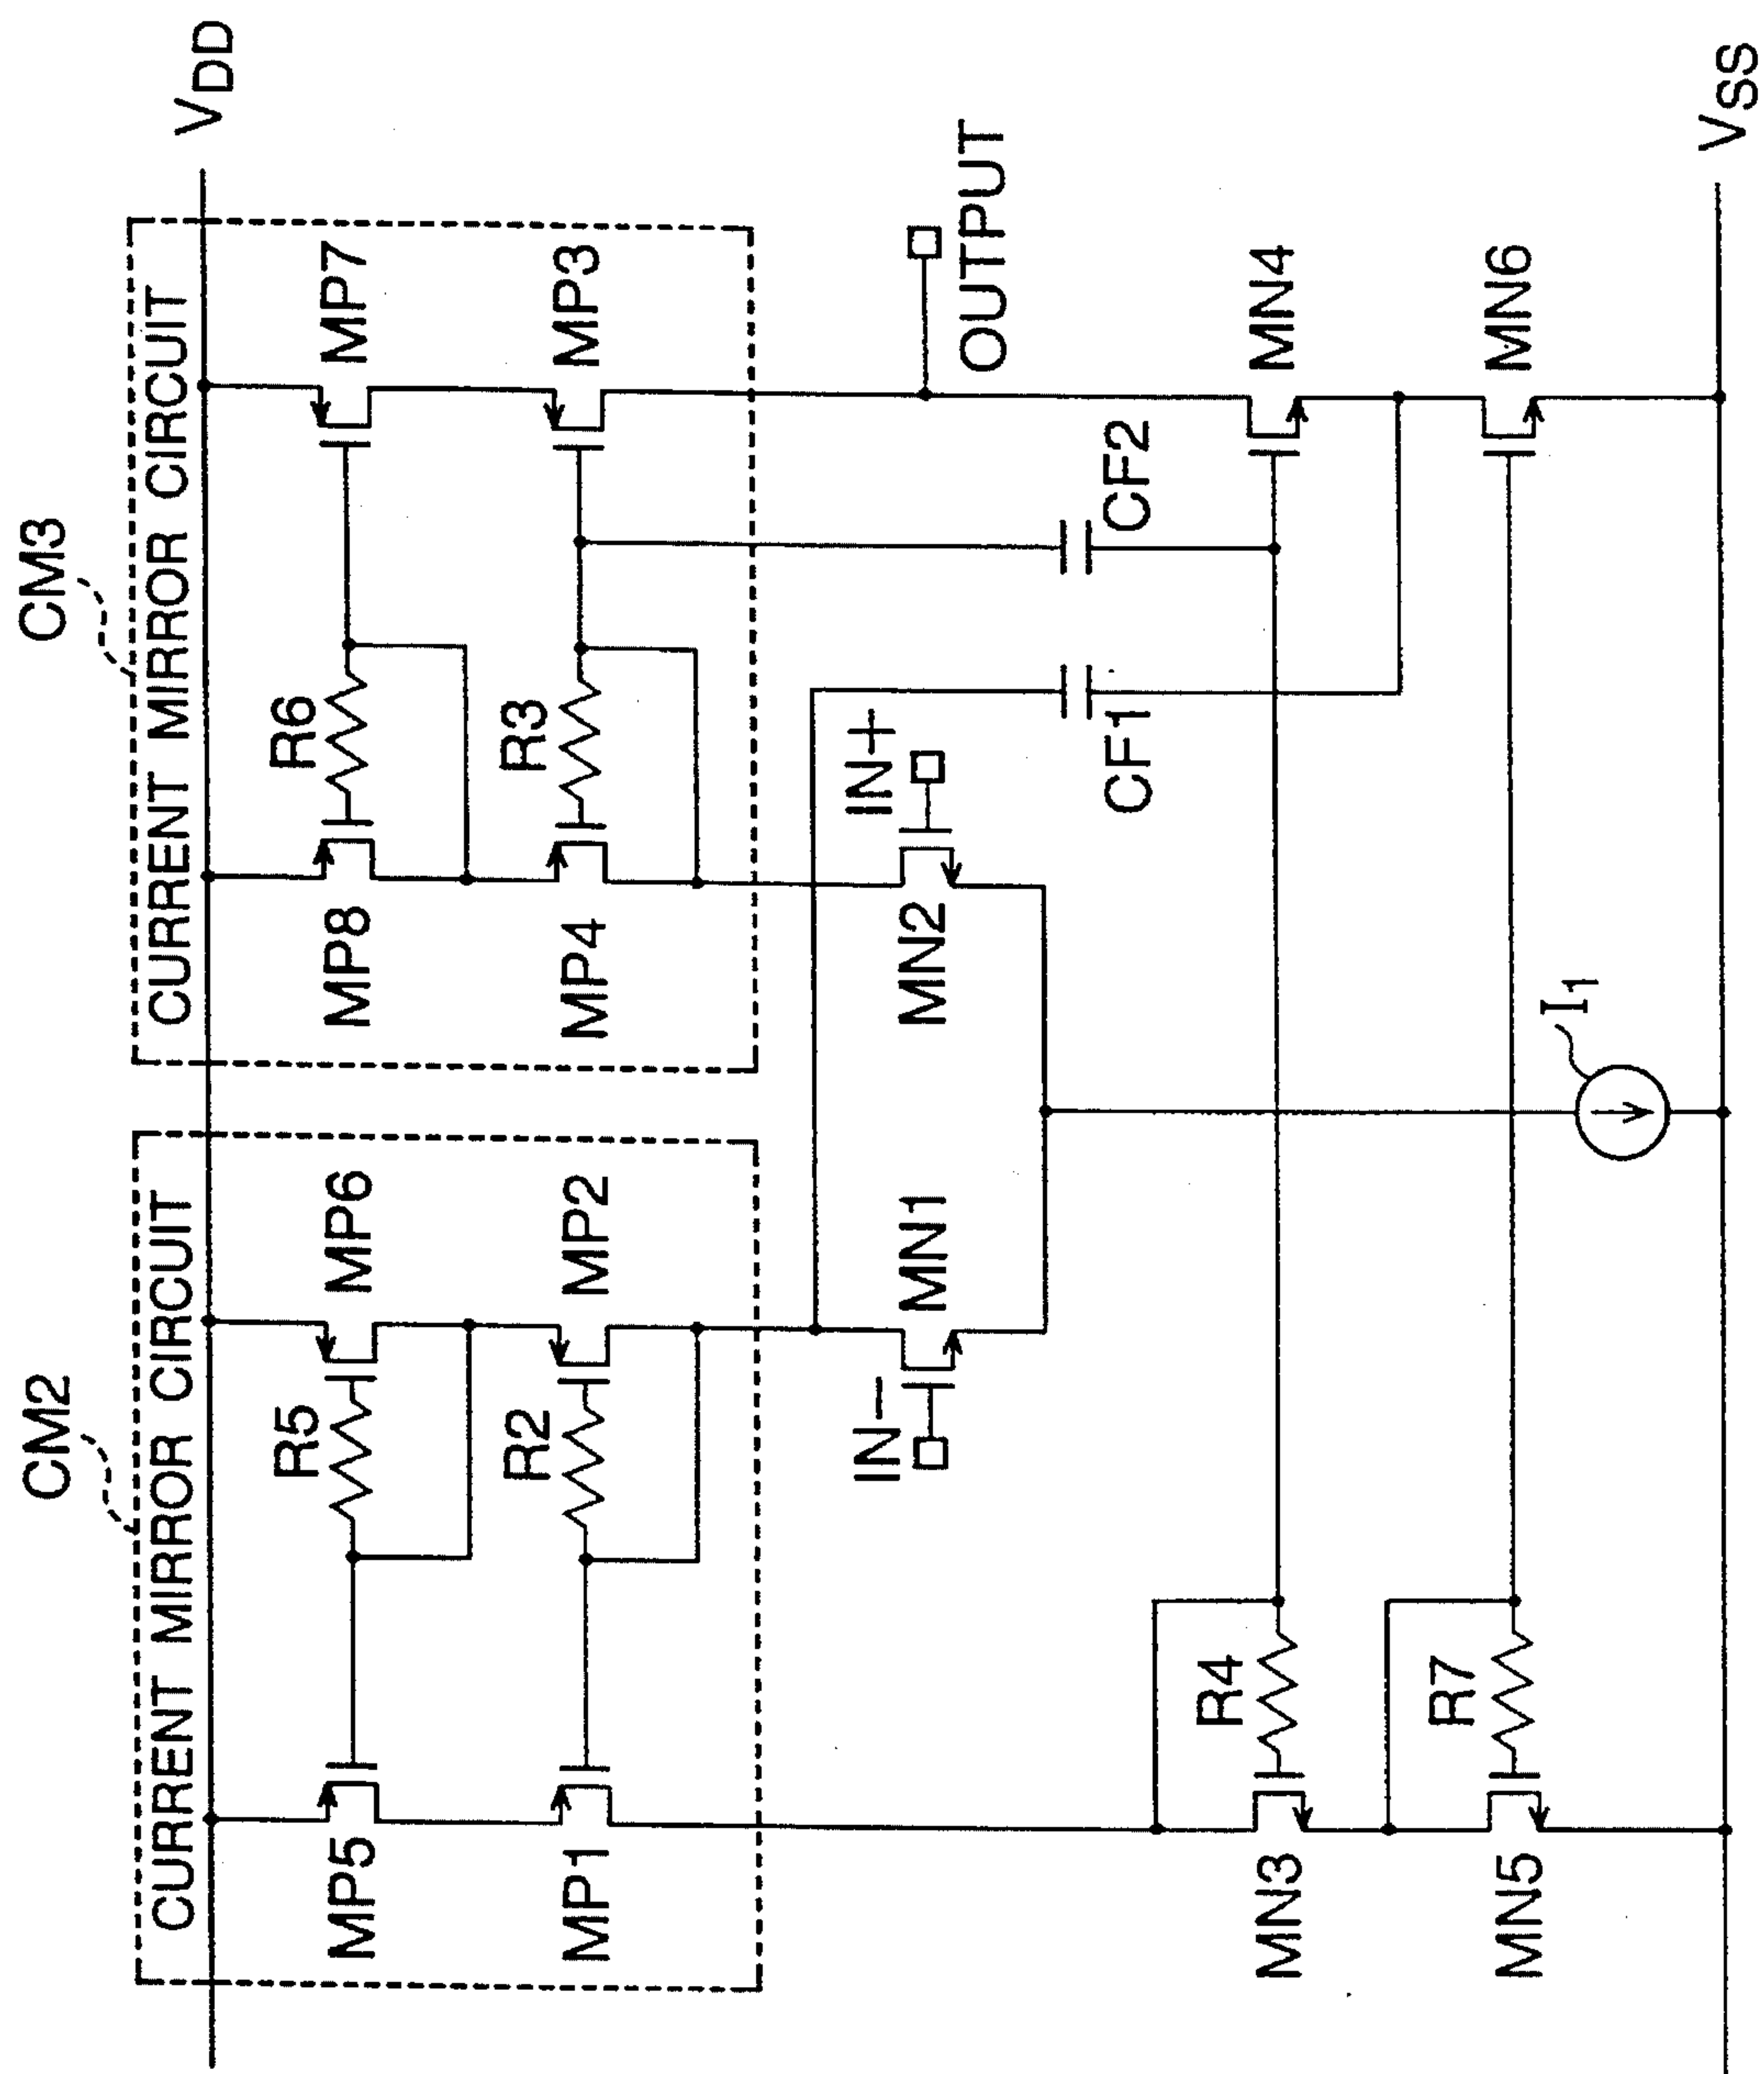 CM2
CM3
CURRENT MIRROR CIRCUIT
CURRENT MIRROR CIRCUIT
VDD
MP5
R5
MP6
MP8
R6
MP7
MP1
R2
MP2
MP4
R3
MP3
IN−
MN1
MN2
IN+
OUTPUT
CF1
CF2
MN3
R4
MN4
MN5
R7
MN6
I1
VSS